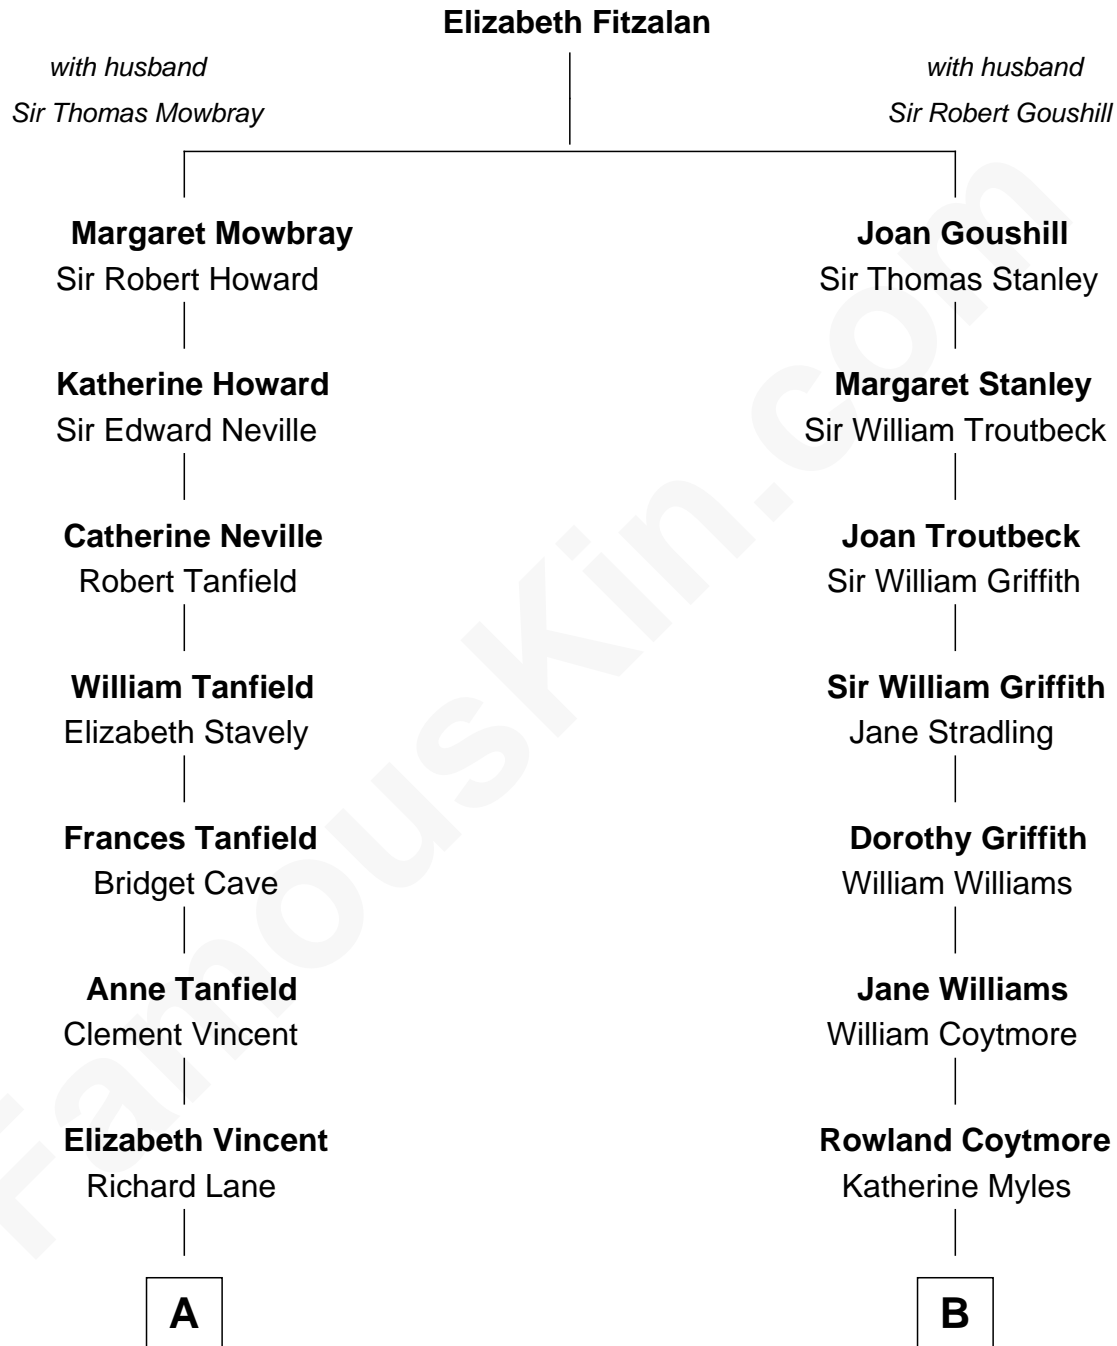 Elizabeth Fitzalan
with husband
Sir Thomas Mowbray
with husband
Sir Robert Goushill
Margaret Mowbray
Sir Robert Howard
Joan Goushill
Sir Thomas Stanley
Katherine Howard
Sir Edward Neville
Margaret Stanley
Sir William Troutbeck
Catherine Neville
Robert Tanfield
Joan Troutbeck
Sir William Griffith
William Tanfield
Elizabeth Stavely
Sir William Griffith
Jane Stradling
Frances Tanfield
Bridget Cave
Dorothy Griffith
William Williams
Anne Tanfield
Clement Vincent
Jane Williams
William Coytmore
Elizabeth Vincent
Richard Lane
Rowland Coytmore
Katherine Myles
A
B
FamousKin.com